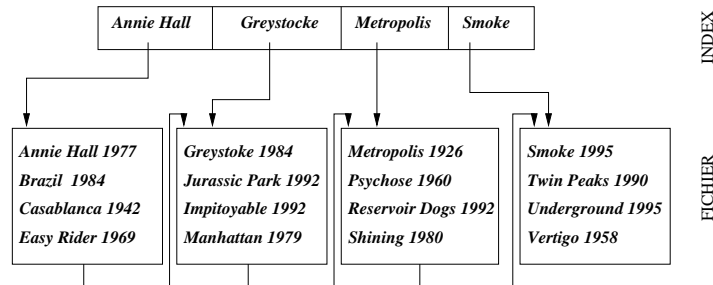 Annie Hall Greystocke Metropolis Smoke
INDEX
Annie Hall 1977
Brazil 1984
Casablanca 1942
Easy Rider 1969
Greystoke 1984
Jurassic Park 1992
Impitoyable 1992
Manhattan 1979
Metropolis 1926
Psychose 1960
Reservoir Dogs 1992
Shining 1980
Smoke 1995
Twin Peaks 1990
Underground 1995
Vertigo 1958
FICHIER